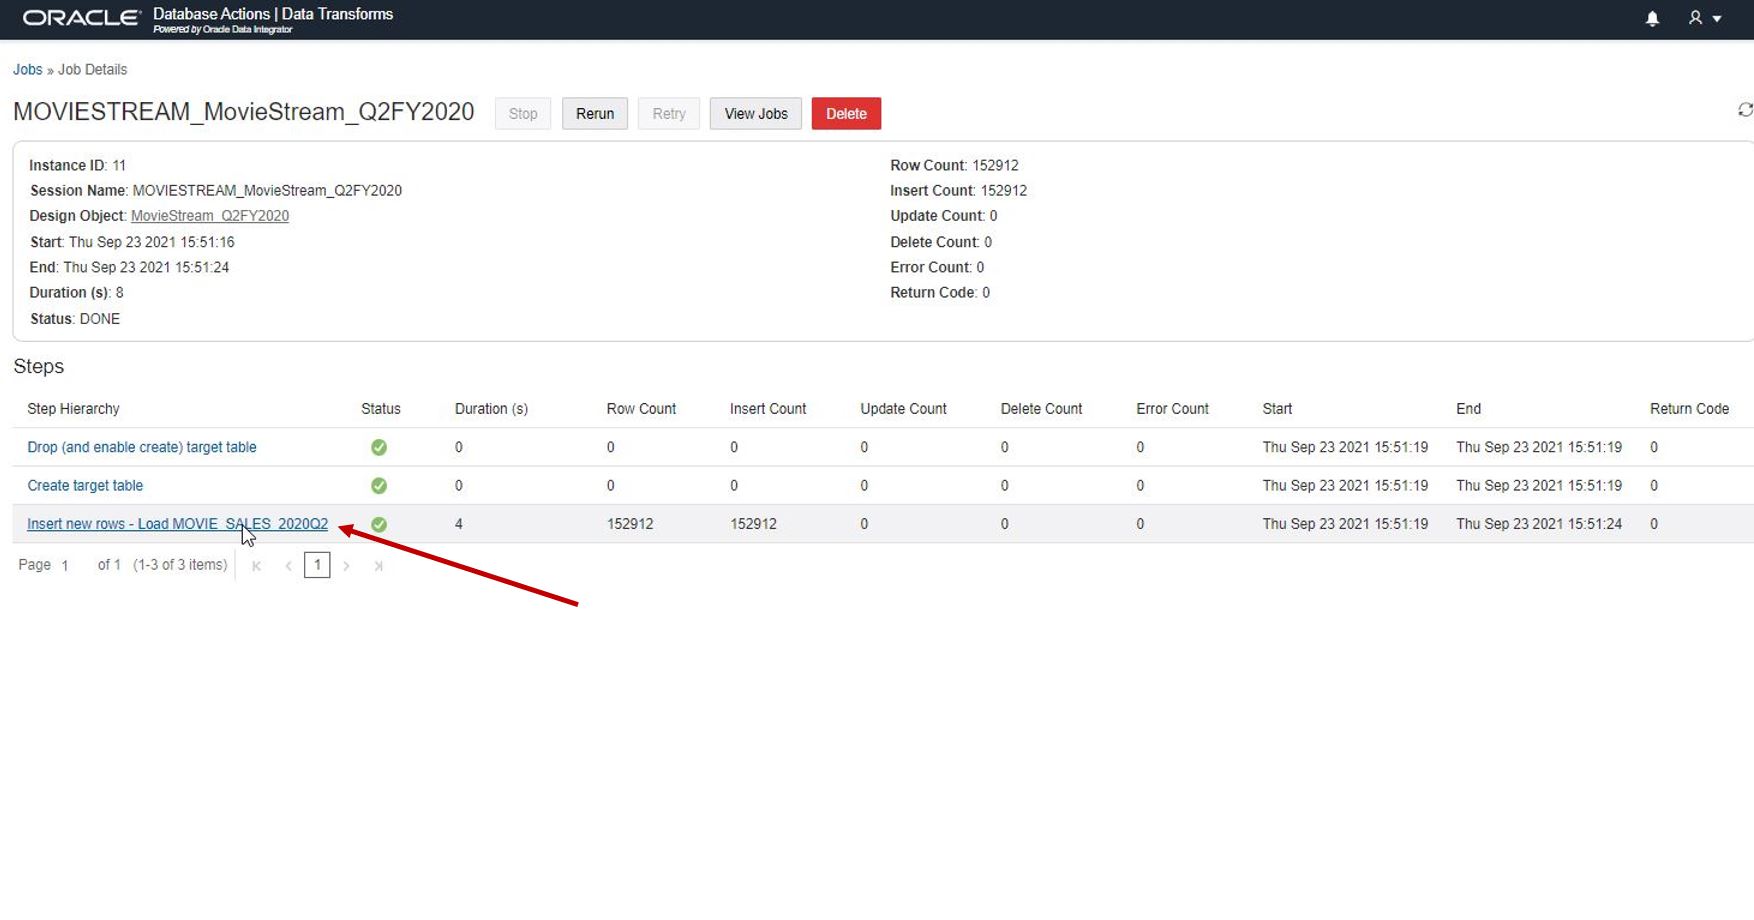 ORACLE Database Actions | Data Transforms
Powered by Oracle Data Integrator
Jobs » Job Details
MOVIESTREAM_MovieStream_Q2FY2020 Stop Rerun Retry View Jobs Delete
Instance ID: 11
Session Name: MOVIESTREAM_MovieStream_Q2FY2020
Design Object: MovieStream_Q2FY2020
Start: Thu Sep 23 2021 15:51:16
End: Thu Sep 23 2021 15:51:24
Duration (s): 8
Status: DONE
Row Count: 152912
Insert Count: 152912
Update Count: 0
Delete Count: 0
Error Count: 0
Return Code: 0
Steps
Step Hierarchy Status Duration (s) Row Count Insert Count Update Count Delete Count Error Count Start End Return Code
Drop (and enable create) target table 0 0 0 0 0 0 Thu Sep 23 2021 15:51:19 Thu Sep 23 2021 15:51:19 0
Create target table 0 0 0 0 0 0 Thu Sep 23 2021 15:51:19 Thu Sep 23 2021 15:51:19 0
Insert new rows - Load MOVIE_SALES_2020Q2 4 152912 152912 0 0 0 Thu Sep 23 2021 15:51:19 Thu Sep 23 2021 15:51:24 0
Page 1 of 1 (1-3 of 3 items) 1